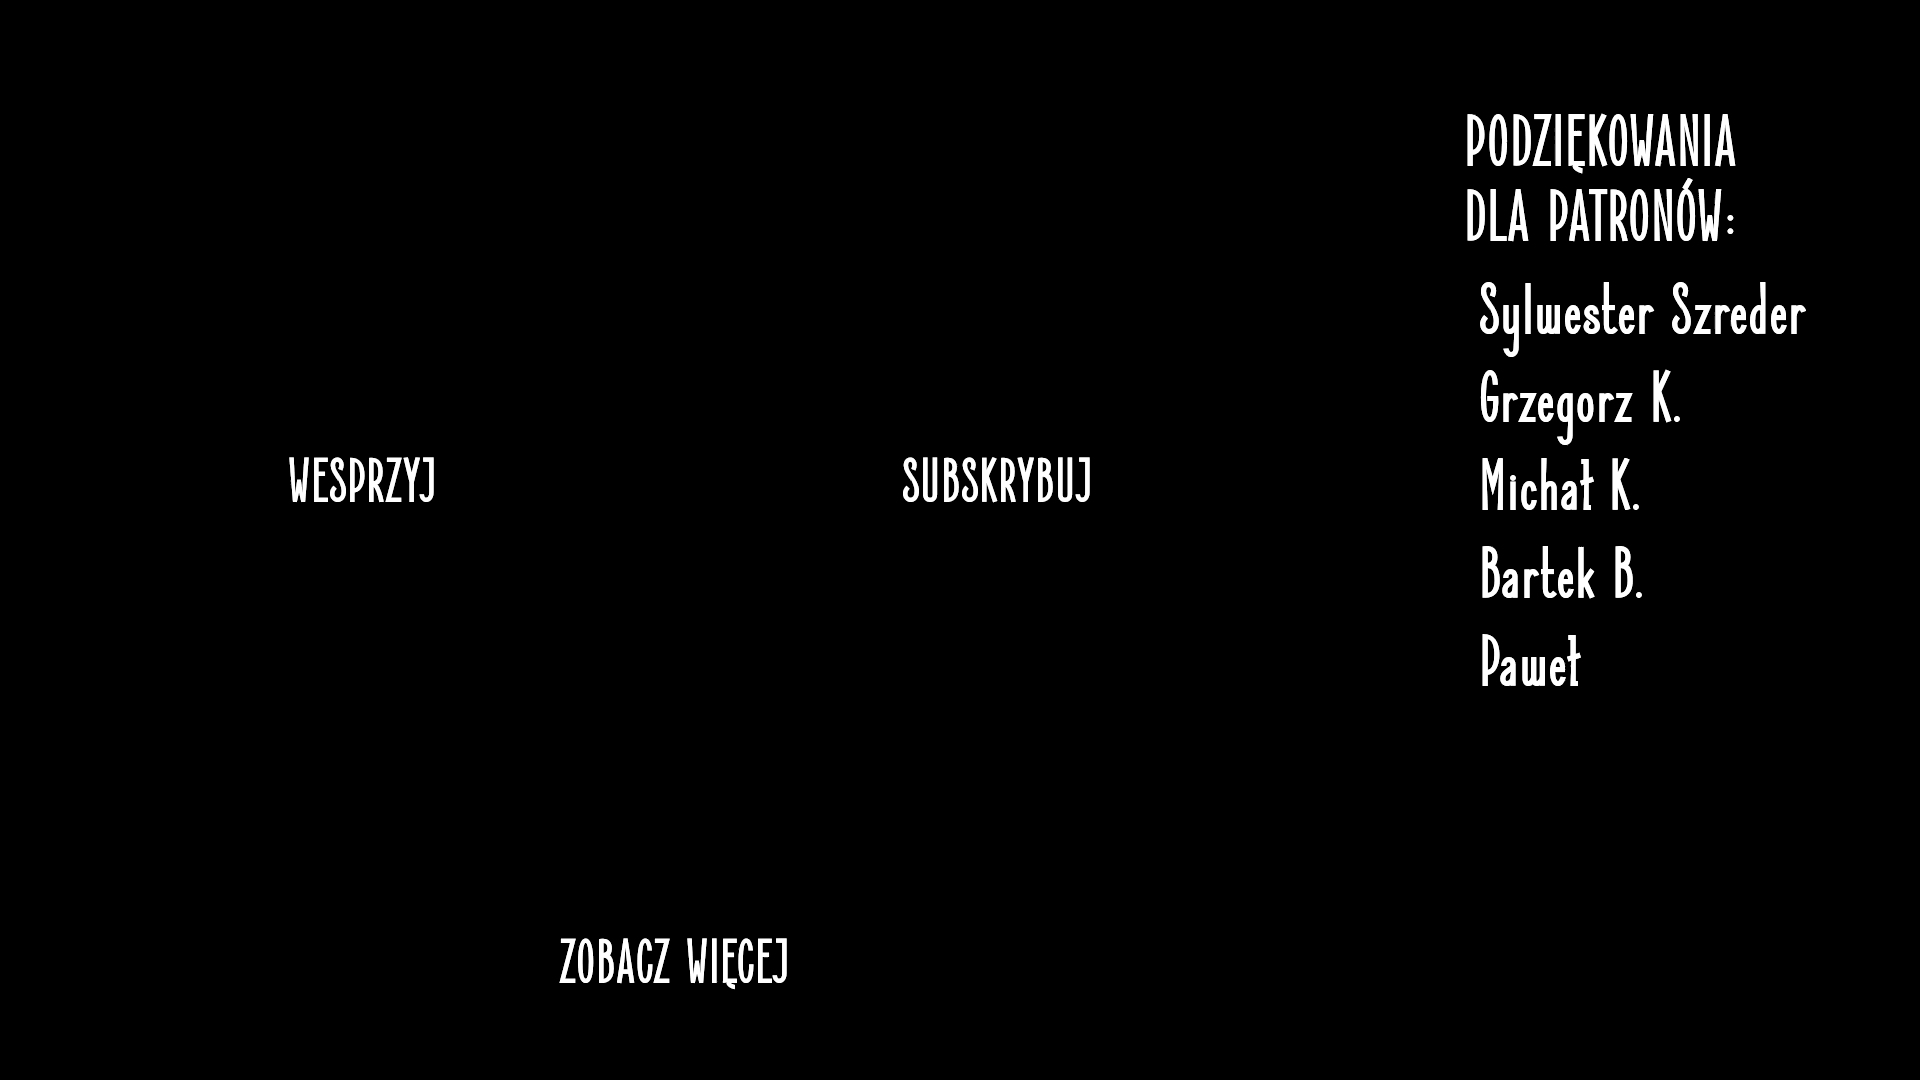 PODZIĘKOWANIA
DLA PATRONÓW:
Sylwester Szreder
Grzegorz K.
Michał K.
Bartek B.
Paweł
WESPRZYJ
SUBSKRYBUJ
ZOBACZ WIĘCEJ